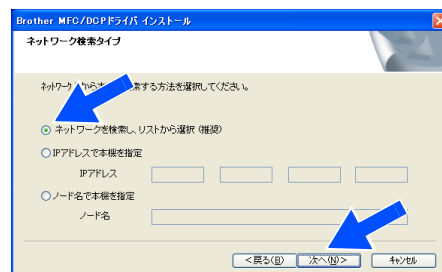 Brother MFC/DCPドライバ インストール
ネットワーク検索タイプ
する方法を選択してください。
ネットワークを検索し、リストから選択 (推奨)
IPアドレスで本機を指定
IPアドレス
ノード名で本機を指定
ノード名
<戻る(B) 次へ(N)> キャンセル